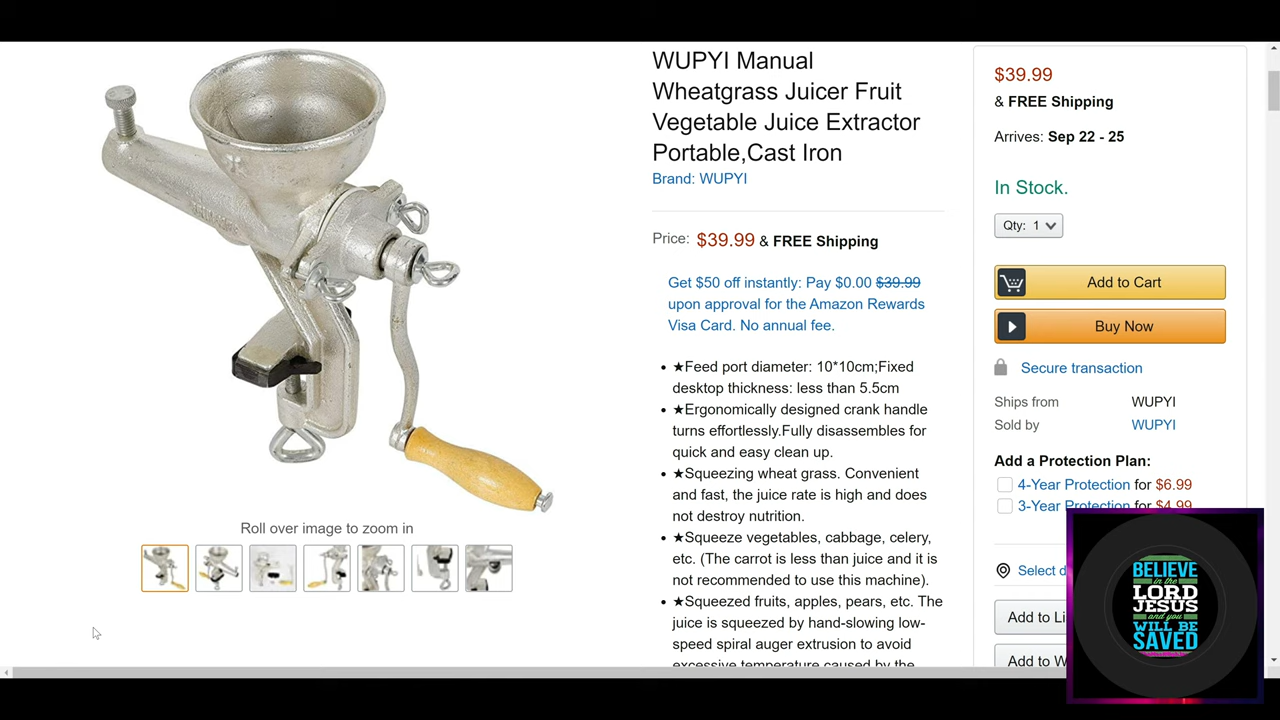 WUPYI Manual
Wheatgrass Juicer Fruit
Vegetable Juice Extractor
Portable,Cast Iron
Brand: WUPYI
Price: $39.99 & FREE Shipping
Get $50 off instantly: Pay $0.00 $39.99
upon approval for the Amazon Rewards
Visa Card. No annual fee.
★Feed port diameter: 10*10cm;Fixed
desktop thickness: less than 5.5cm
★Ergonomically designed crank handle
turns effortlessly.Fully disassembles for
quick and easy clean up.
★Squeezing wheat grass. Convenient
and fast, the juice rate is high and does
not destroy nutrition.
★Squeeze vegetables, cabbage, celery,
etc. (The carrot is less than juice and it is
not recommended to use this machine).
★Squeezed fruits, apples, pears, etc. The
juice is squeezed by hand-slowing low-
speed spiral auger extrusion to avoid
excessive temperature caused by the
Roll over image to zoom in
$39.99
& FREE Shipping
Arrives: Sep 22 - 25
In Stock.
Qty: 1
Add to Cart
Buy Now
Secure transaction
Ships from WUPYI
Sold by WUPYI
Add a Protection Plan:
4-Year Protection for $6.99
3-Year Protection for $4.99
Select d
Add to Li
Add to W
BELIEVE
in the
LORD
JESUS
and you
WILL BE
SAVED